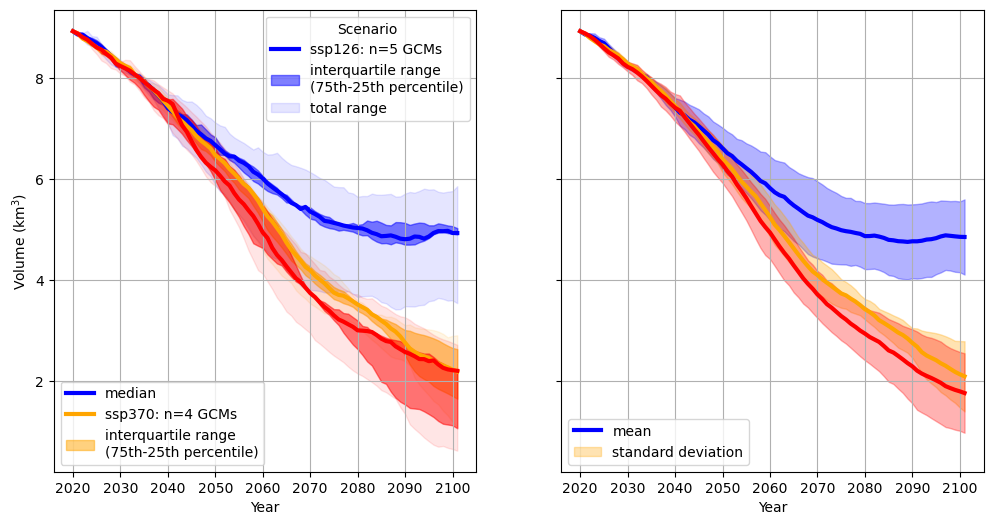 Scenario
ssp126: n=5 GCMs
interquartile range
(75th-25th percentile)
total range
Volume (km³)
8
6
4
2
median
ssp370: n=4 GCMs
interquartile range
(75th-25th percentile)
2020 2030 2040 2050 2060 2070 2080 2090 2100
Year
mean
standard deviation
2020 2030 2040 2050 2060 2070 2080 2090 2100
Year